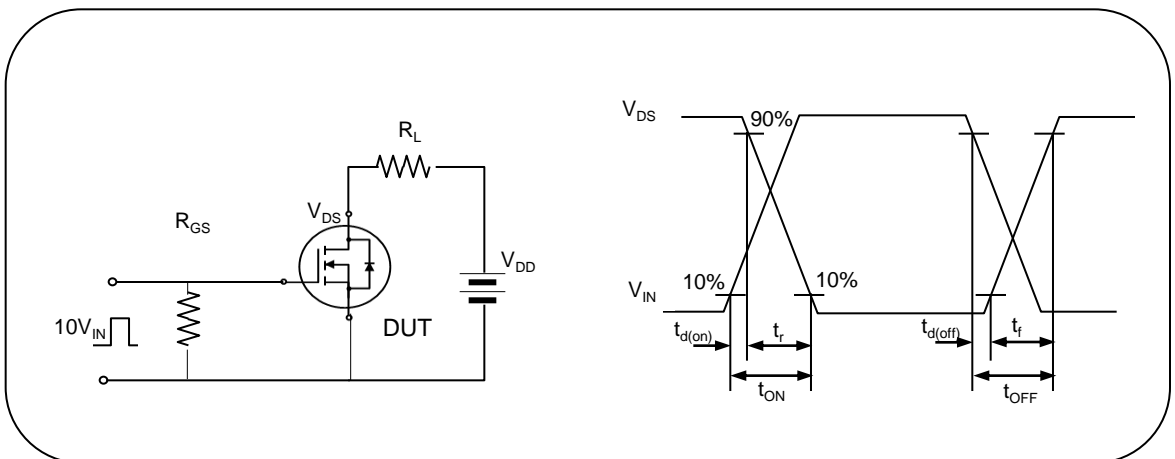 R_L
V_DS
R_GS
V_DD
10V_IN
DUT
V_DS
90%
V_IN
10%
10%
t_d(on)
t_r
t_d(off)
t_f
t_ON
t_OFF